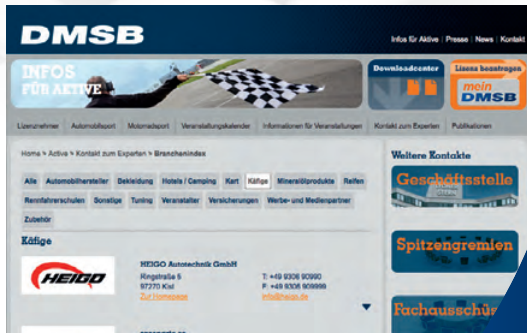 DMSB
Infos für Aktive | Presse | News | Kontakt
INFOS
FÜR AKTIVE
Downloadcenter
Lizenz beantragen
mein
DMSB
Lizenznehmer
Automobilsport
Motorradsport
Veranstaltungskalender
Informationen für Veranstaltungen
Kontakt zum Experten
Publikationen
Home > Active > Kontakt zum Experten > Branchenindex
Alle Automobilhersteller Bekleidung Hotels / Camping Kart Käfige Mineralölprodukte Reifen
Rennfahrerschulen Sonstige Tuning Veranstalter Versicherungen Werbe- und Medienpartner
Zubehör
Käfige
HEIGO
HEIGO Autotechnik GmbH
Ringstraße 5
97270 Kist
Zur Homepage
T: +49 9306 90990
F: +49 9306 909999
info@heigo.de
Weitere Kontakte
Geschäftsstelle
Spitzengremien
Fachausschüs